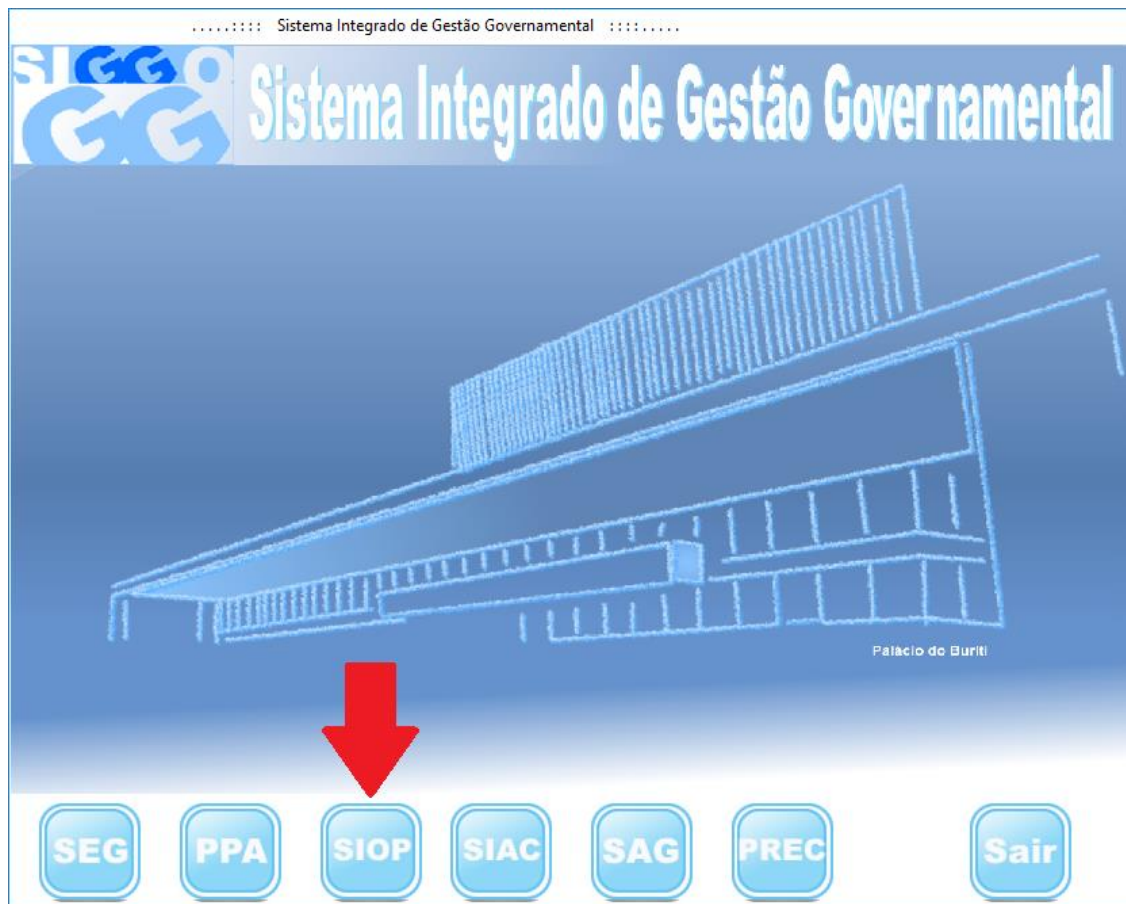 .....:::: Sistema Integrado de Gestão Governamental ::::.....
SIGGO
GG
Sistema Integrado de Gestão Governamental
Palácio do Buriti
SEG PPA SIOP SIAC SAG PREC Sair